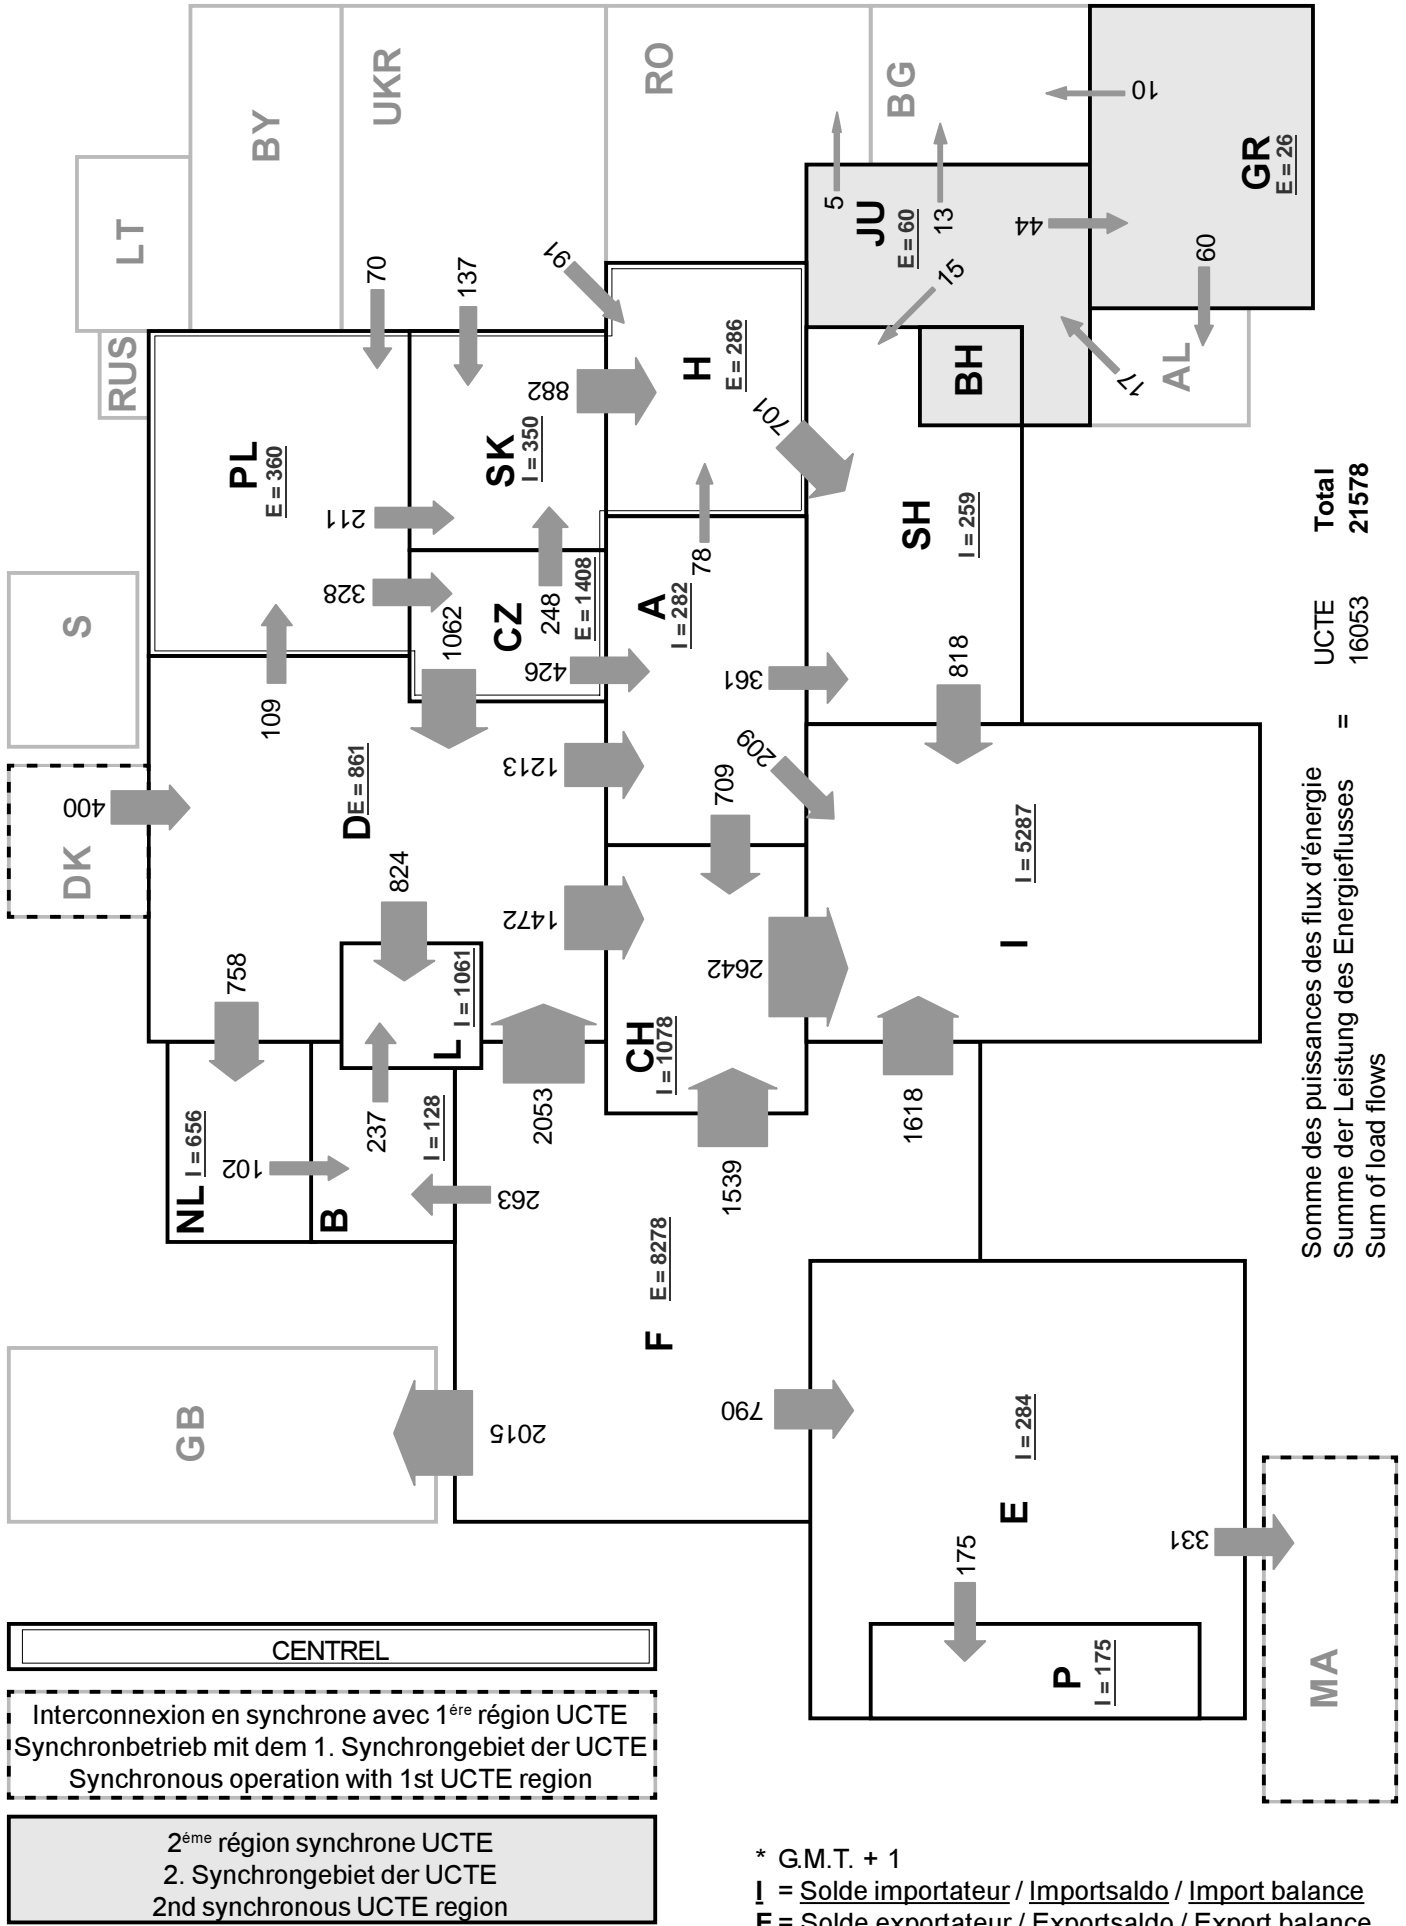 LT
BY
UKR
RO
BG
RUS
S
DK
GB
MA
AL
PL
E = 360
SK
I = 350
CZ
E = 1408
H
E = 286
JU
E = 60
GR
E = 26
BH
SH
I = 259
A
I = 282
D
E = 861
L
I = 1061
NL
I = 656
B
I = 128
CH
I = 1078
I
I = 5287
F
E = 8278
E
I = 284
P
I = 175
70
137
91
5
13
10
44
60
15
17
882
701
211
328
248
78
1062
426
109
361
818
209
709
1213
400
824
1472
758
2642
2053
1618
1539
237
102
263
2015
790
175
331
Somme des puissances des flux d'énergie
Summe der Leistung des Energieflusses
Sum of load flows
=
UCTE
16053
Total
21578
CENTREL
Interconnexion en synchrone avec 1ére région UCTE
Synchronbetrieb mit dem 1. Synchrongebiet der UCTE
Synchronous operation with 1st UCTE region
2éme région synchrone UCTE
2. Synchrongebiet der UCTE
2nd synchronous UCTE region
* G.M.T. + 1
I = Solde importateur / Importsaldo / Import balance
E = Solde exportateur / Exportsaldo / Export balance